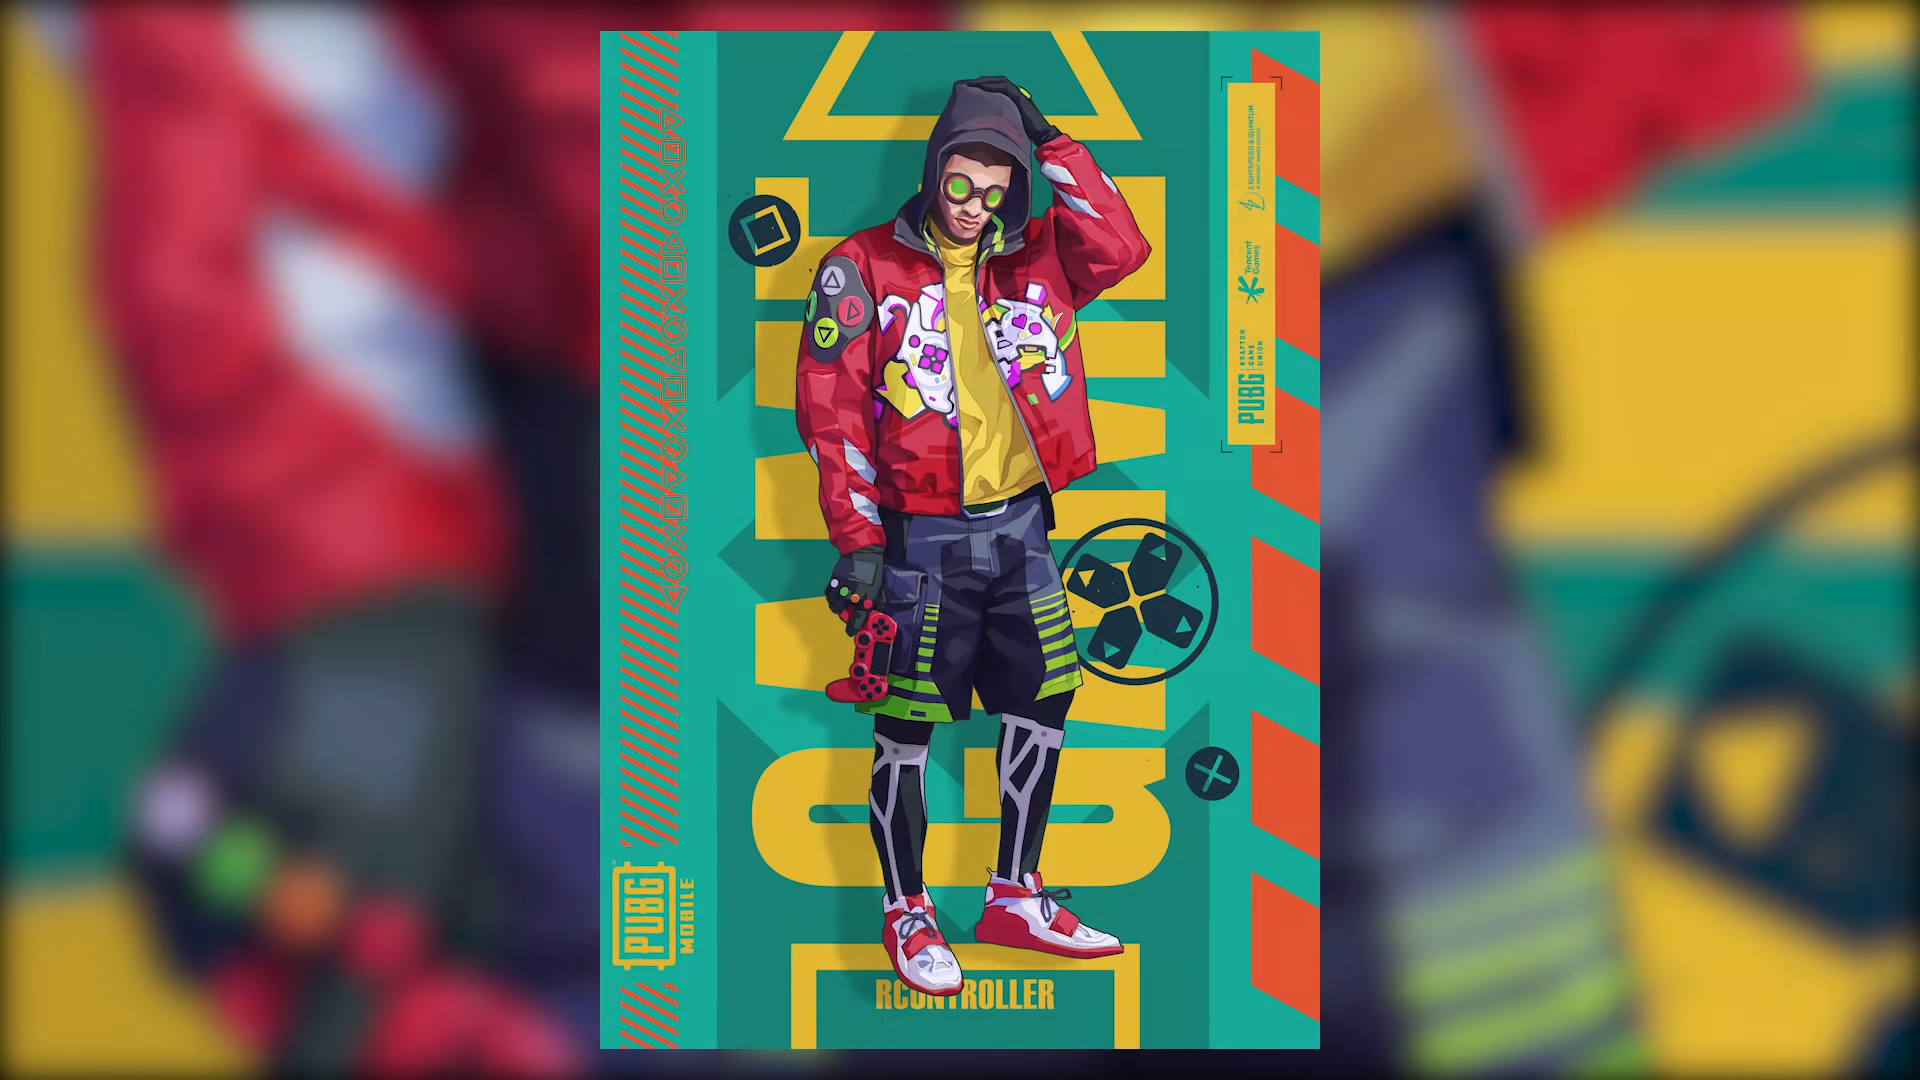 GAME
LIGHTSPEED & QUANTUM
Tencent
Games
PUBG
KRAFTON
GAME
UNION
PUBG
MOBILE
RCONTROLLER